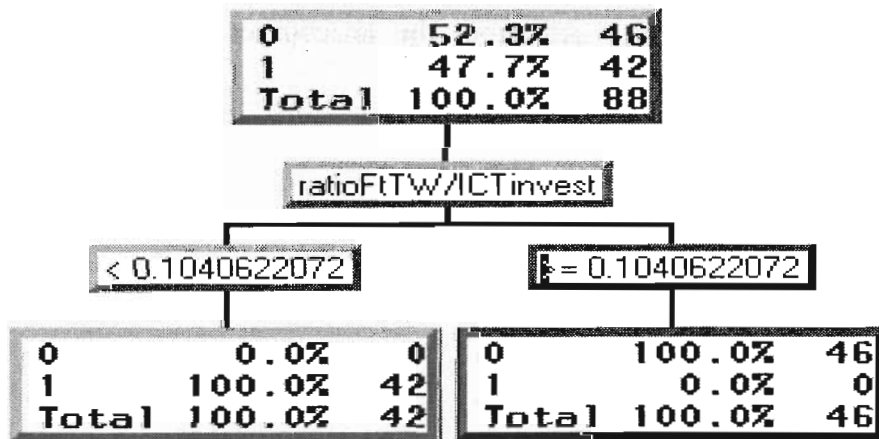 0 52.3% 46
1 47.7% 42
Total 100.0% 88
ratioFtTW/ICTinvest
< 0.1040622072
>= 0.1040622072
0 0.0% 0
1 100.0% 42
Total 100.0% 42
0 100.0% 46
1 0.0% 0
Total 100.0% 46